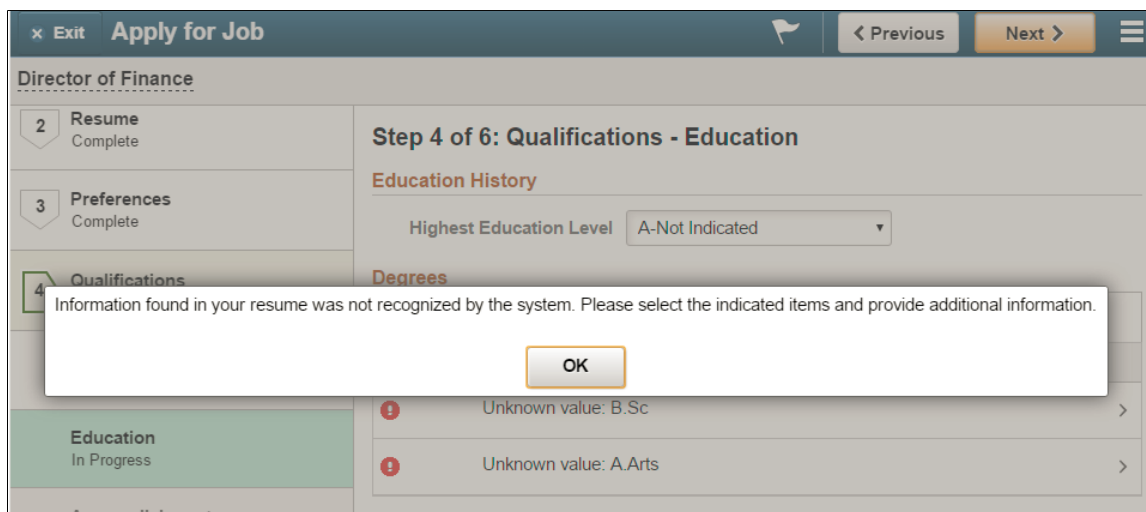 × Exit Apply for Job Previous Next
Director of Finance
2 Resume
Complete
3 Preferences
Complete
4 Qualifications
Education
In Progress
Step 4 of 6: Qualifications - Education
Education History
Highest Education Level A-Not Indicated
Degrees
Information found in your resume was not recognized by the system. Please select the indicated items and provide additional information.
OK
Unknown value: B.Sc
Unknown value: A.Arts